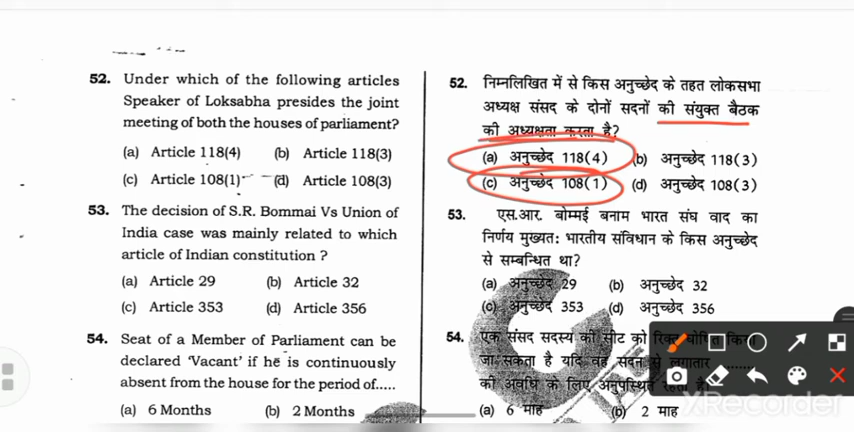 52. Under which of the following articles
Speaker of Loksabha presides the joint
meeting of both the houses of parliament?
(a) Article 118(4) (b) Article 118(3)
(c) Article 108(1) (d) Article 108(3)
53. The decision of S.R. Bommai Vs Union of
India case was mainly related to which
article of Indian constitution ?
(a) Article 29 (b) Article 32
(c) Article 353 (d) Article 356
54. Seat of a Member of Parliament can be
declared 'Vacant' if he is continuously
absent from the house for the period of.....
(a) 6 Months (b) 2 Months
52. निम्नलिखित में से किस अनुच्छेद के तहत लोकसभा
अध्यक्ष संसद के दोनों सदनों की संयुक्त बैठक
की अध्यक्षता करता है?
(a) अनुच्छेद 118(4) (b) अनुच्छेद 118(3)
(c) अनुच्छेद 108(1) (d) अनुच्छेद 108(3)
53. एस.आर. बोम्मई बनाम भारत संघ वाद का
निर्णय मुख्यत: भारतीय संविधान के किस अनुच्छेद
से सम्बन्धित था?
(a) अनुच्छेद 29 (b) अनुच्छेद 32
(c) अनुच्छेद 353 (d) अनुच्छेद 356
54. एक संसद सदस्य की सीट को रिक्त घोषित किया
जा सकता है यदि वह सदन से लगातार
की अवधि के लिए अनुपस्थित रहता है।
(a) 6 माह (b) 2 माह
XRecorder